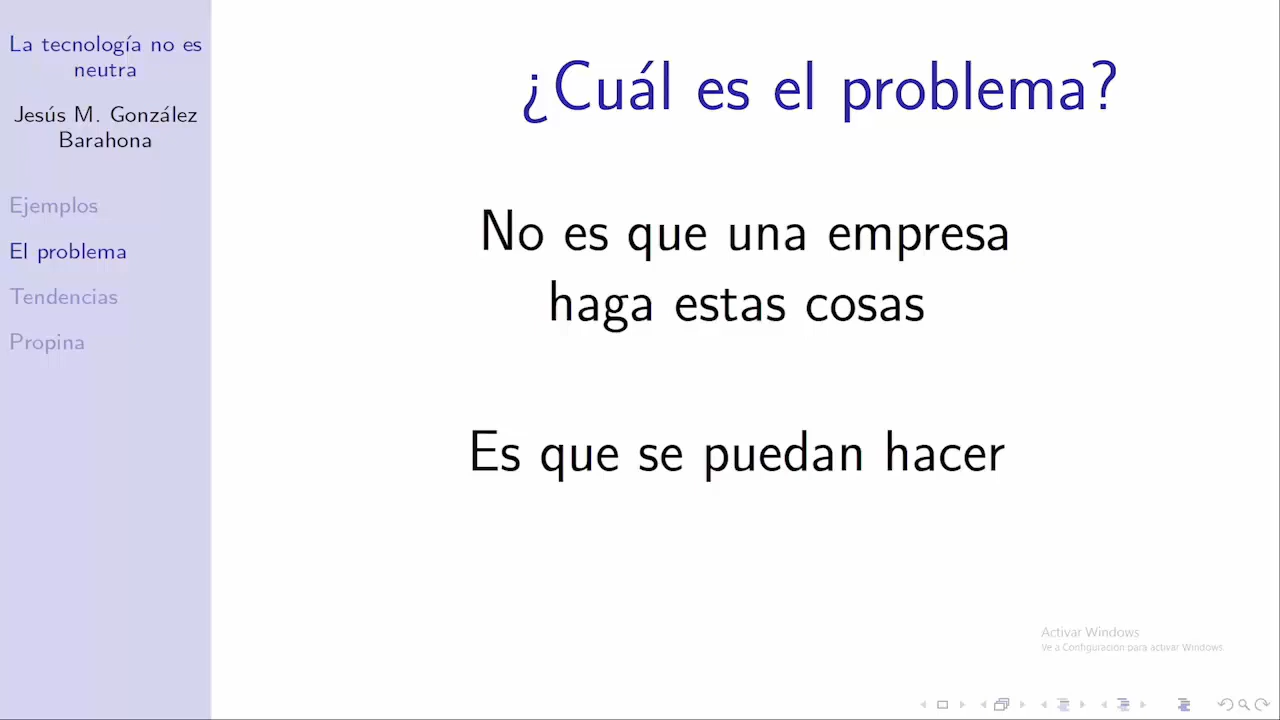 La tecnología no es
neutra
Jesús M. González
Barahona
Ejemplos
El problema
Tendencias
Propina
¿Cuál es el problema?
No es que una empresa
haga estas cosas
Es que se puedan hacer
Activar Windows
Ve a Configuración para activar Windows